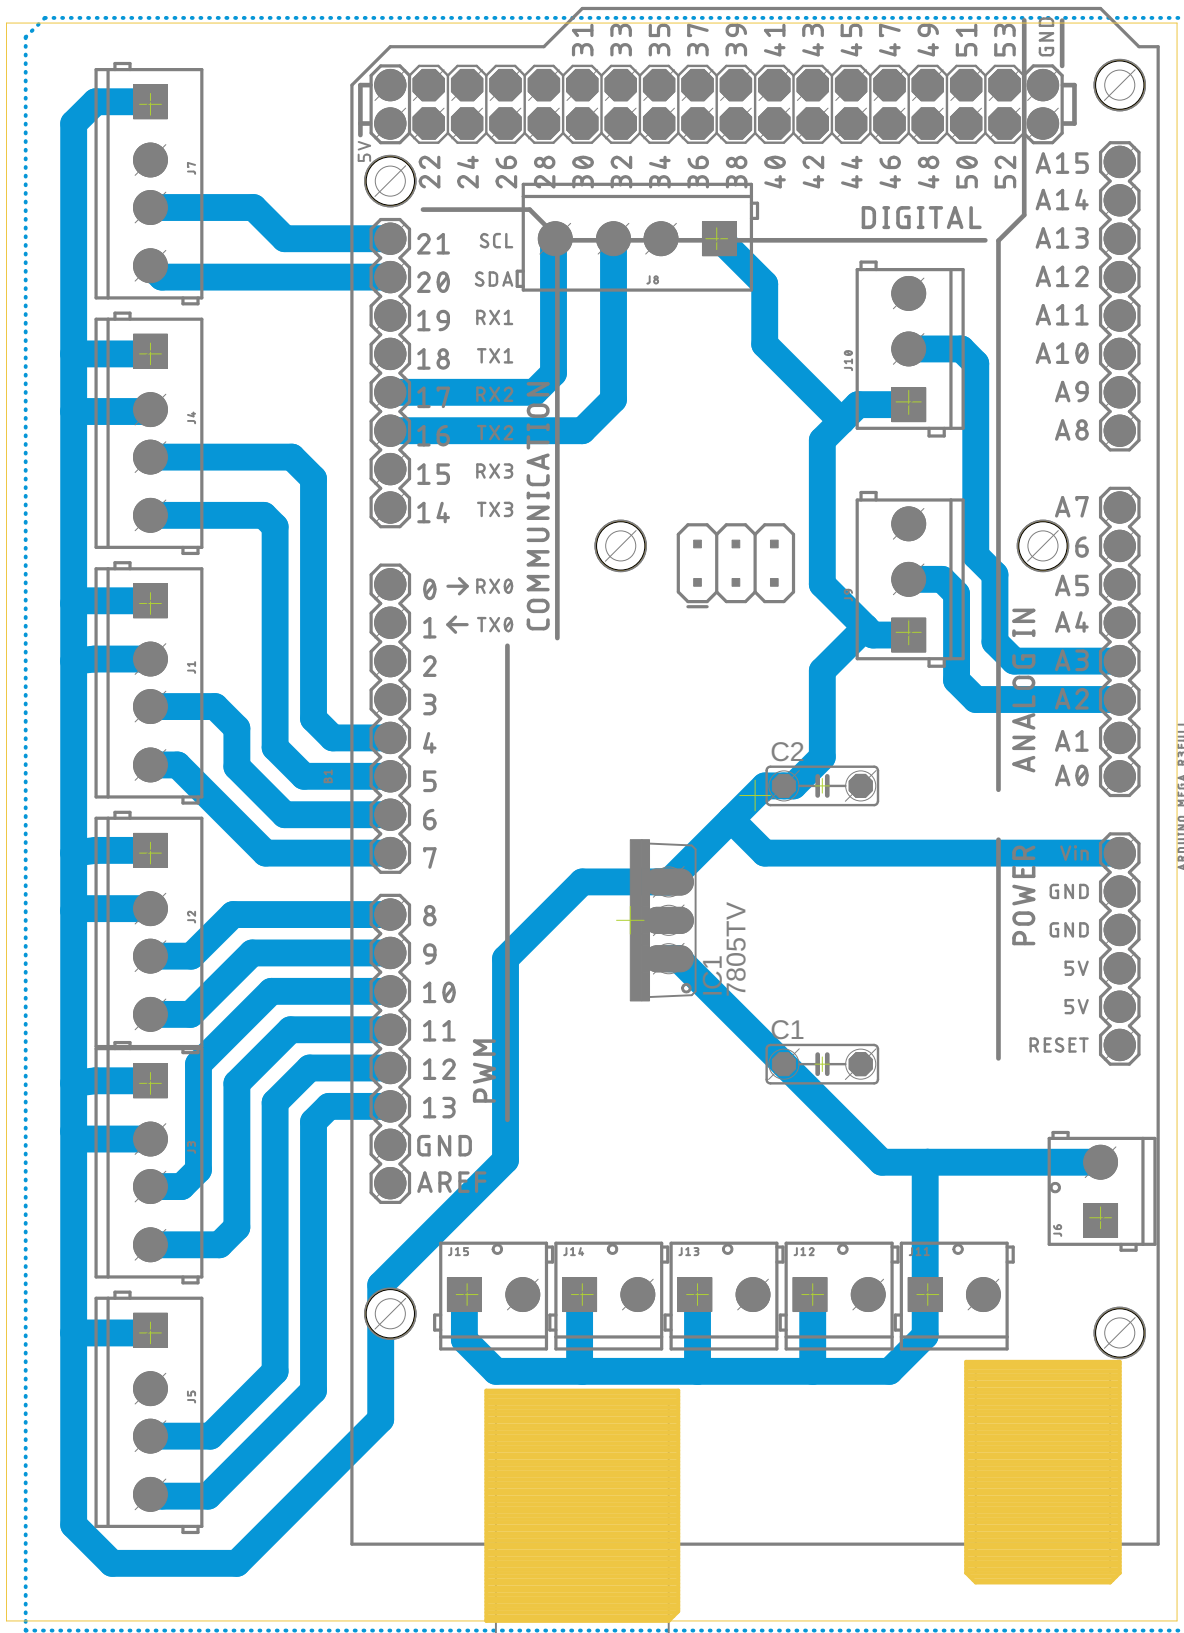 31 33 35 37 39 41 43 45 47 49 51 53 GND
5V
22 24 26 28 30 32 34 36 38 40 42 44 46 48 50 52
DIGITAL
J7
J4
J1
J2
J3
J5
J8
J10
J9
21 SCL
20 SDA
19 RX1
18 TX1
17 RX2
16 TX2
15 RX3
14 TX3
COMMUNICATION
0 RX0
1 TX0
2
3
4
5
6
7
B1
8
9
10
11
12
13
GND
AREF
PWM
A15
A14
A13
A12
A11
A10
A9
A8
A7
6
A5
A4
A3
A2
A1
A0
ANALOG IN
ARDUINO MEGA R3FULL
Vin
GND
GND
5V
5V
RESET
POWER
C2
IC1
7805TV
C1
J6
J15
J14
J13
J12
J11